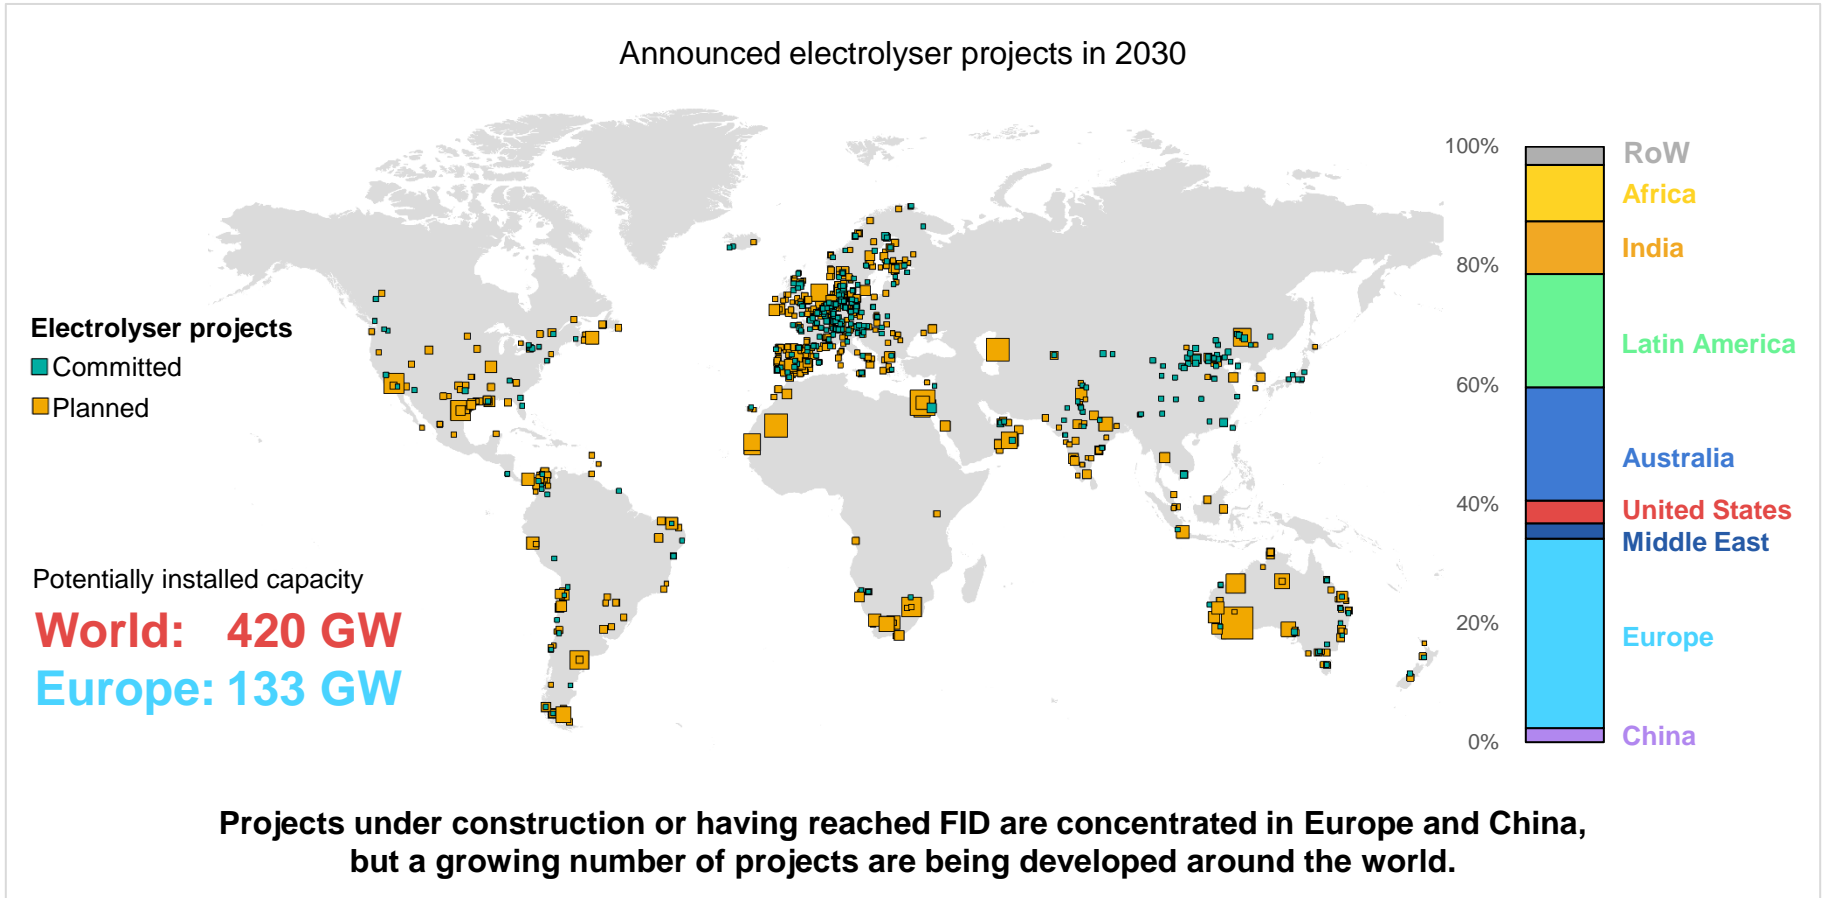 Announced electrolyser projects in 2030
Electrolyser projects
Committed
Planned
Potentially installed capacity
World: 420 GW
Europe: 133 GW
100%
80%
60%
40%
20%
0%
RoW
Africa
India
Latin America
Australia
United States
Middle East
Europe
China
Projects under construction or having reached FID are concentrated in Europe and China,
but a growing number of projects are being developed around the world.